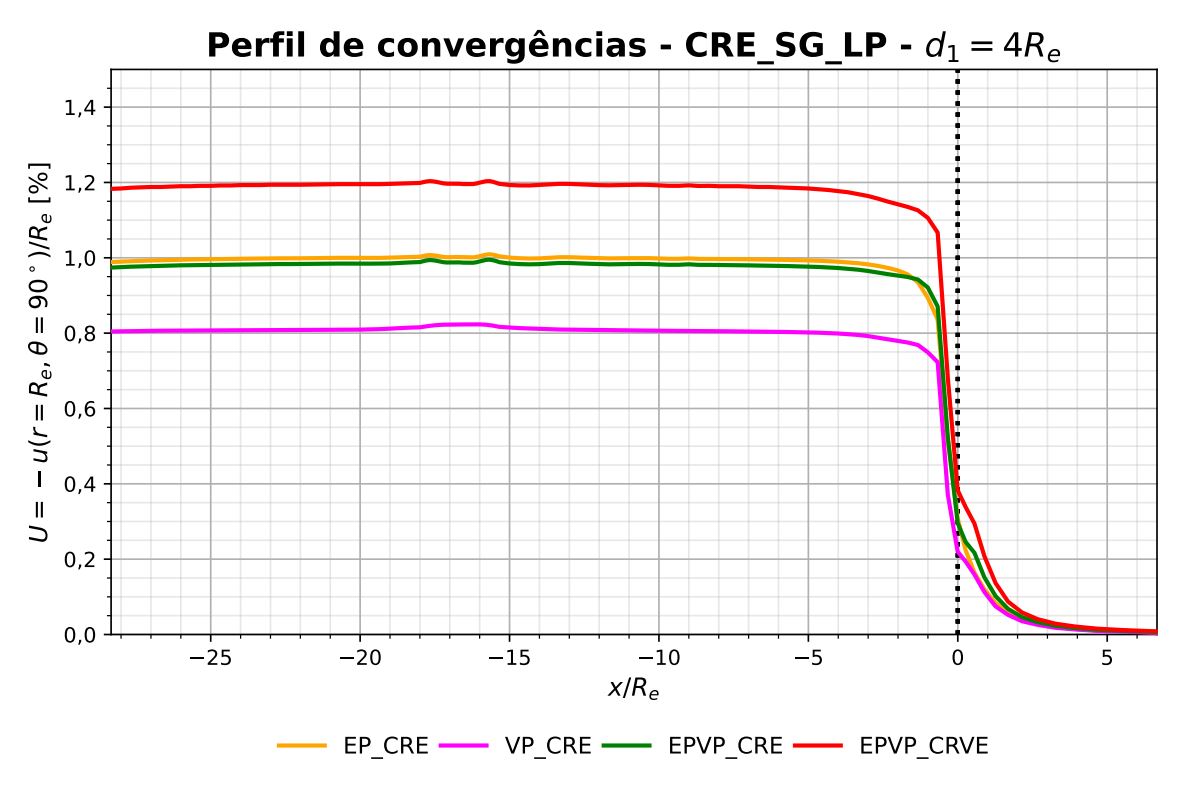 Perfil de convergências - CRE_SG_LP - d₁ = 4Rₑ
U = − u(r = Rₑ, θ = 90°)/Rₑ [%]
1,4
1,2
1,0
0,8
0,6
0,4
0,2
0,0
−25 −20 −15 −10 −5 0 5
x/Rₑ
EP_CRE VP_CRE EPVP_CRE EPVP_CRVE